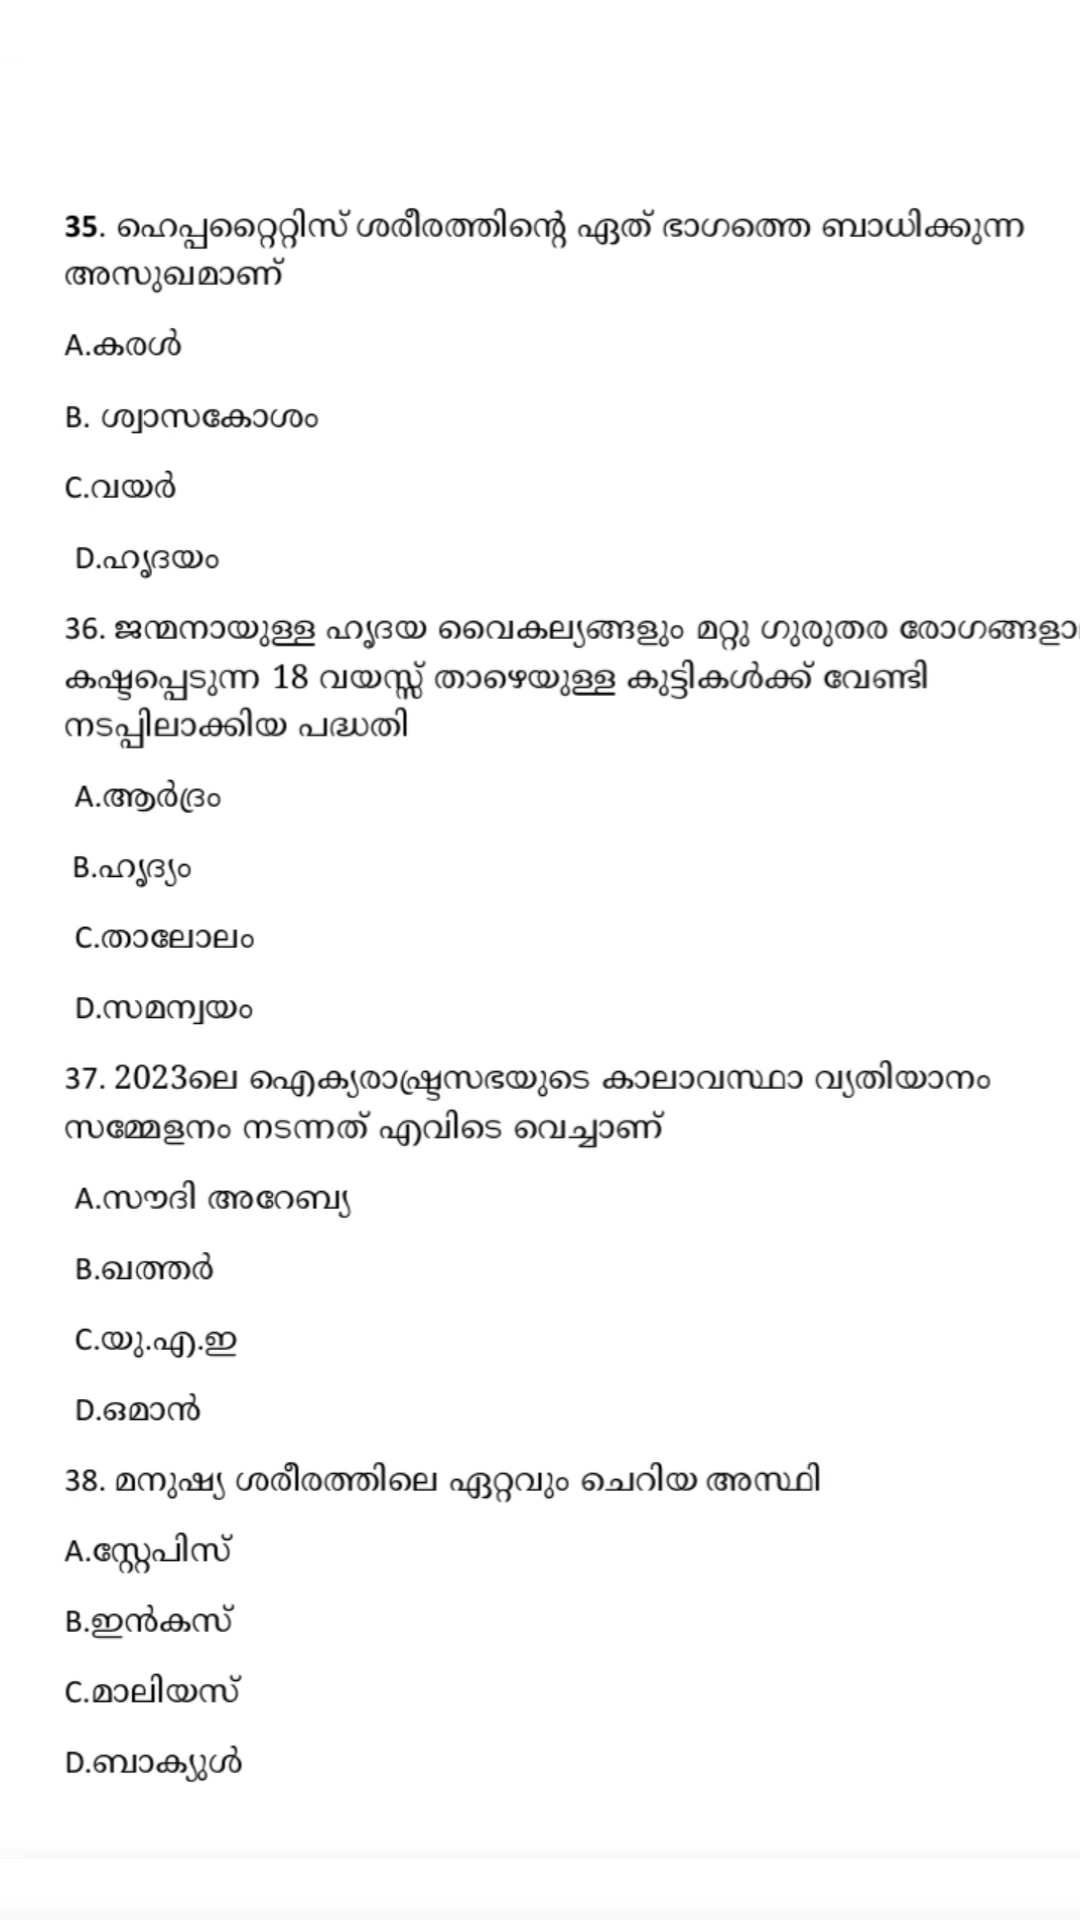 35. ഹെപ്പറ്റൈറ്റിസ് ശരീരത്തിന്റെ ഏത് ഭാഗത്തെ ബാധിക്കുന്ന
അസുഖമാണ്
A.കരൾ
B. ശ്വാസകോശം
C.വയർ
D.ഹൃദയം
36. ജന്മനായുള്ള ഹൃദയ വൈകല്യങ്ങളും മറ്റു ഗുരുതര
കഷ്ടപ്പെടുന്ന 18 വയസ്സ് താഴെയുള്ള കുട്ടികൾക്ക് വേണ്ടി
നടപ്പിലാക്കിയ പദ്ധതി
A.ആർദ്രം
B.ഹൃദ്യം
C.താലോലം
D.സമന്വയം
37. 2023ലെ ഐക്യരാഷ്ട്രസഭയുടെ കാലാവസ്ഥാ വ്യതിയാനം
സമ്മേളനം നടന്നത് എവിടെ വെച്ചാണ്
A.സൗദി അറേബ്യ
B.ഖത്തർ
C.യു.എ.ഇ
D.ഒമാൻ
38. മനുഷ്യ ശരീരത്തിലെ ഏറ്റവും ചെറിയ അസ്ഥി
A.സ്റ്റേപിസ്
B.ഇൻകസ്
C.മാലിയസ്
D.ബാക്യുൾ